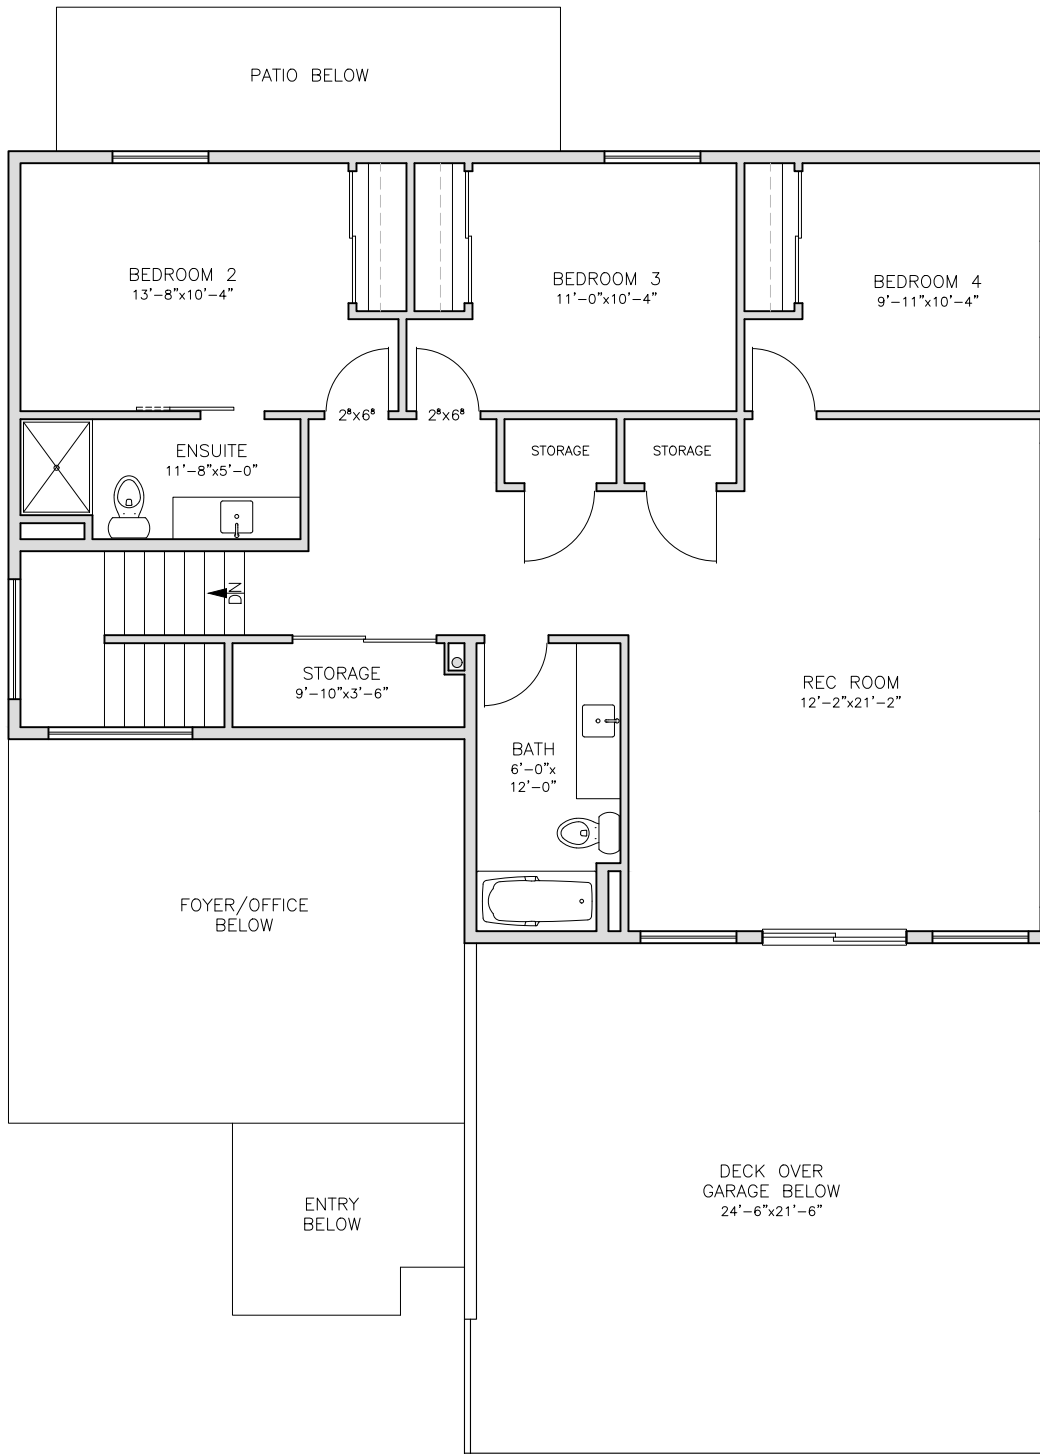 PATIO BELOW
BEDROOM 2
13'-8"x10'-4"
BEDROOM 3
11'-0"x10'-4"
BEDROOM 4
9'-11"x10'-4"
2⁸x6⁸
2⁸x6⁸
ENSUITE
11'-8"x5'-0"
STORAGE
STORAGE
DN
STORAGE
9'-10"x3'-6"
REC ROOM
12'-2"x21'-2"
BATH
6'-0"x
12'-0"
FOYER/OFFICE
BELOW
DECK OVER
GARAGE BELOW
24'-6"x21'-6"
ENTRY
BELOW